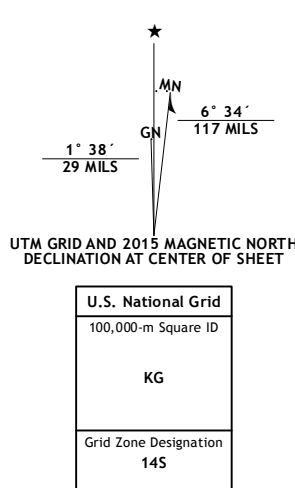 ★
MN
GN
6° 34´
117 MILS
1° 38´
29 MILS
UTM GRID AND 2015 MAGNETIC NORTH
DECLINATION AT CENTER OF SHEET
U.S. National Grid
100,000-m Square ID
KG
Grid Zone Designation
14S